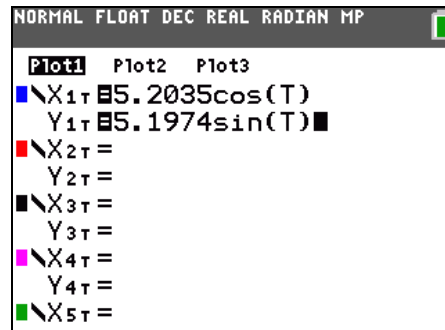 NORMAL FLOAT DEC REAL RADIAN MP
Plot1 Plot2 Plot3
\X1T=5.2035cos(T)
Y1T=5.1974sin(T)
\X2T=
Y2T=
\X3T=
Y3T=
\X4T=
Y4T=
\X5T=